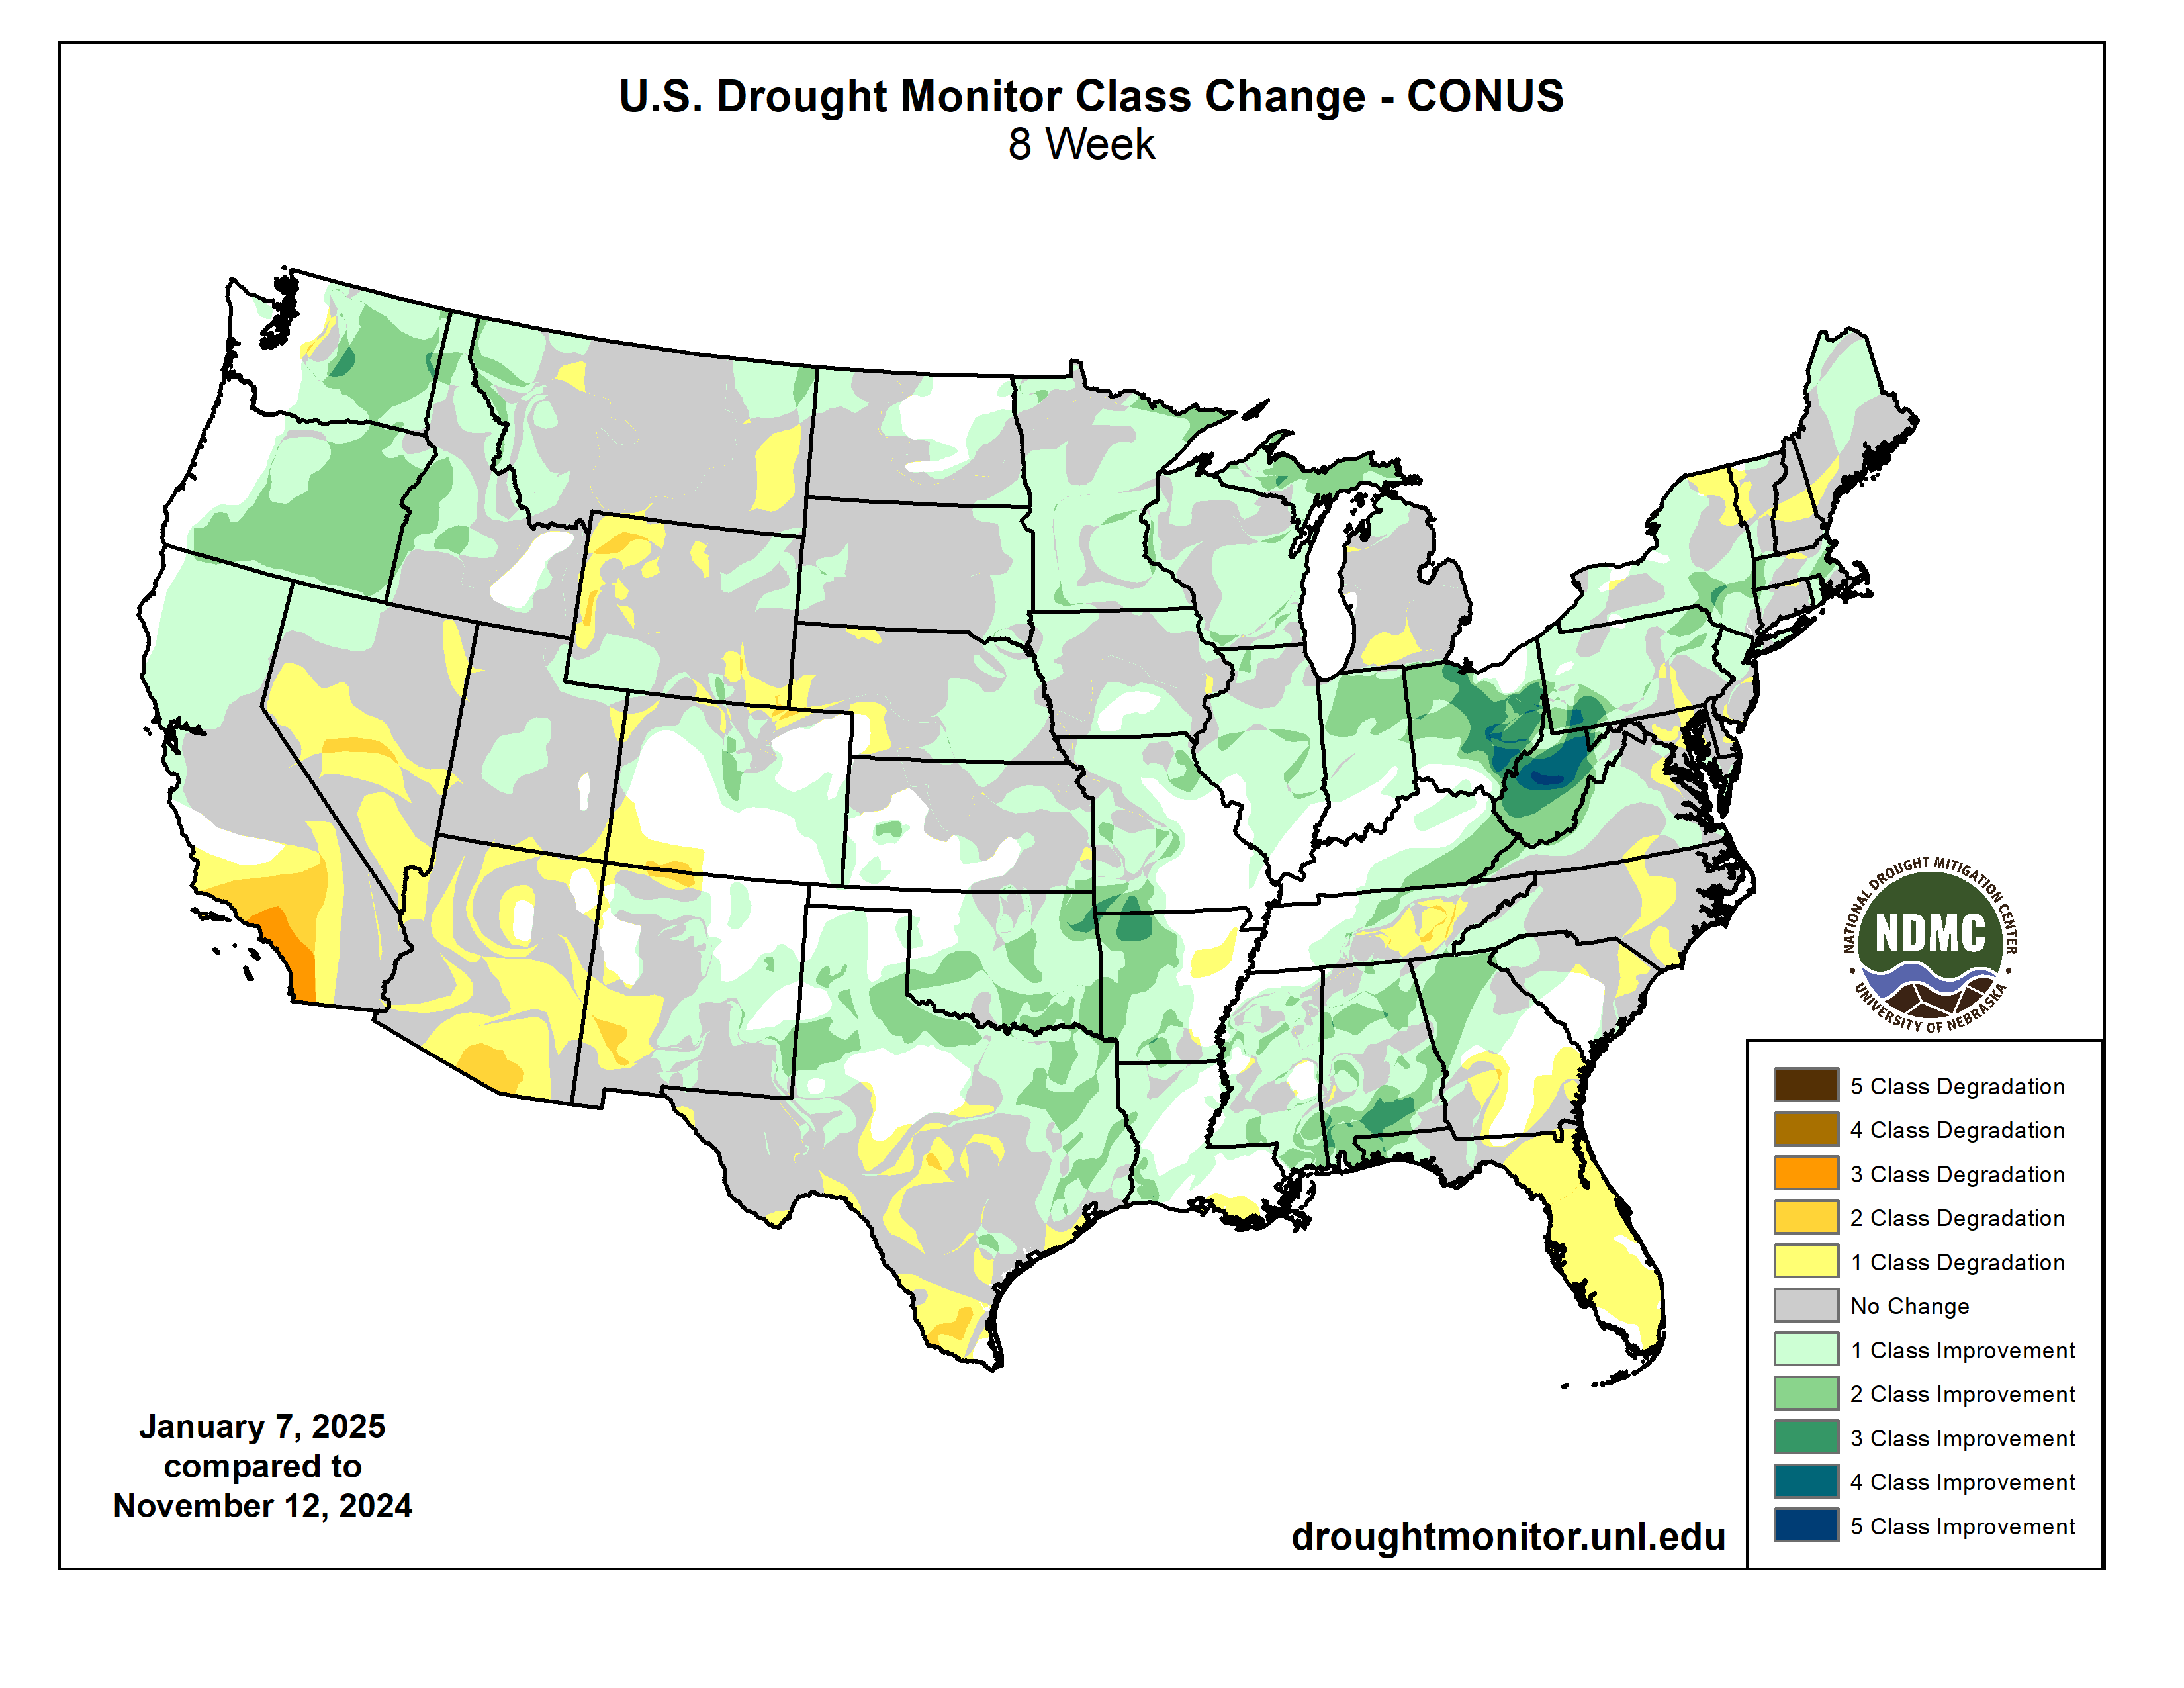 U.S. Drought Monitor Class Change - CONUS
8 Week
NATIONAL DROUGHT MITIGATION CENTER
NDMC
UNIVERSITY OF NEBRASKA
5 Class Degradation
4 Class Degradation
3 Class Degradation
2 Class Degradation
1 Class Degradation
No Change
1 Class Improvement
2 Class Improvement
3 Class Improvement
4 Class Improvement
5 Class Improvement
January 7, 2025
compared to
November 12, 2024
droughtmonitor.unl.edu